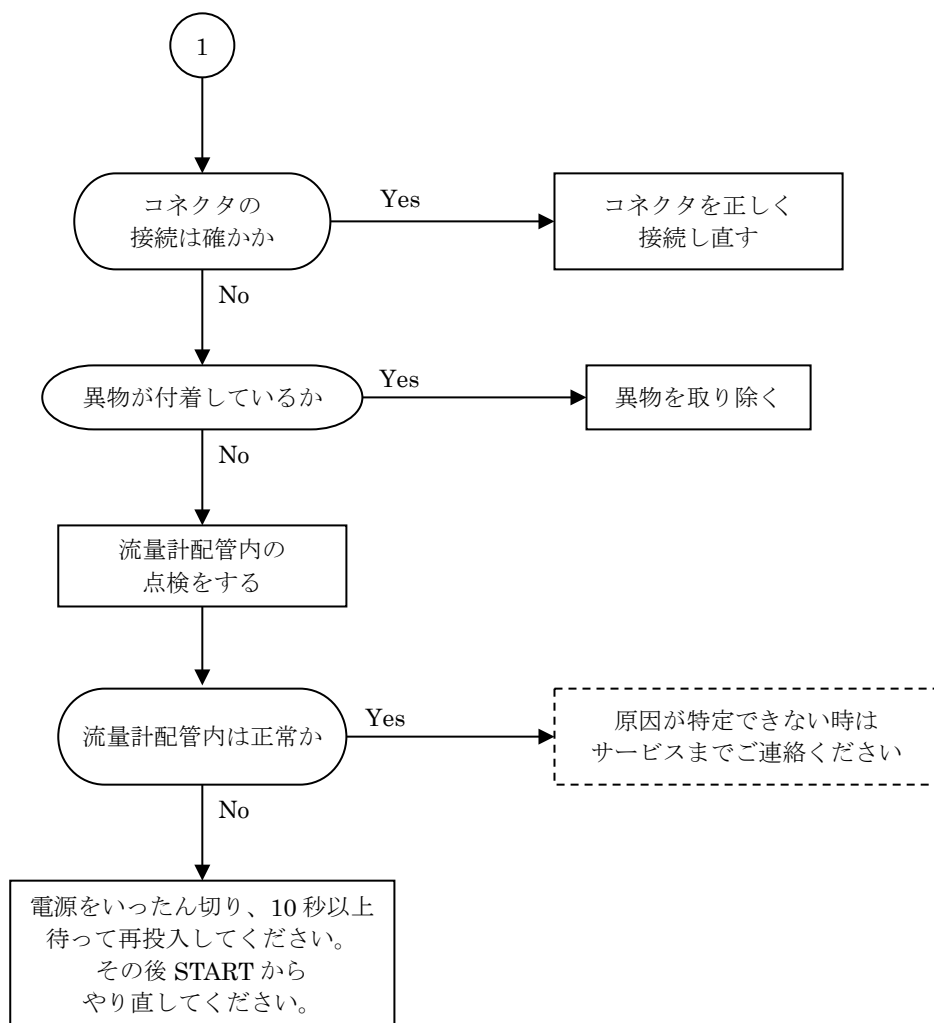 1
コネクタの
接続は確かか
Yes
コネクタを正しく
接続し直す
No
異物が付着しているか
Yes
異物を取り除く
No
流量計配管内の
点検をする
流量計配管内は正常か
Yes
原因が特定できない時は
サービスまでご連絡ください
No
電源をいったん切り、10 秒以上
待って再投入してください。
その後 START から
やり直してください。